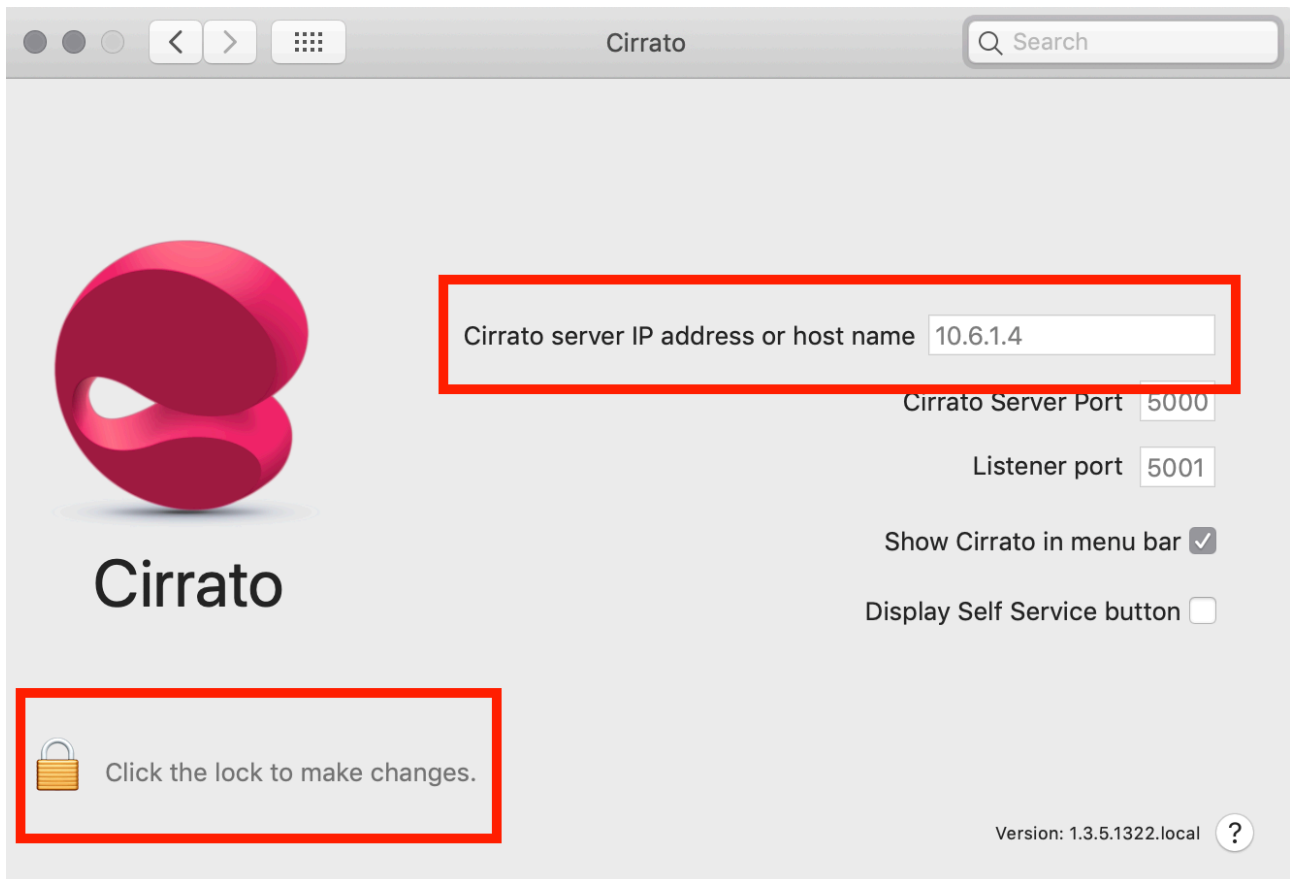 Cirrato
Search
Cirrato server IP address or host name 10.6.1.4
Cirrato Server Port 5000
Listener port 5001
Show Cirrato in menu bar
Display Self Service button
Cirrato
Click the lock to make changes.
Version: 1.3.5.1322.local ?